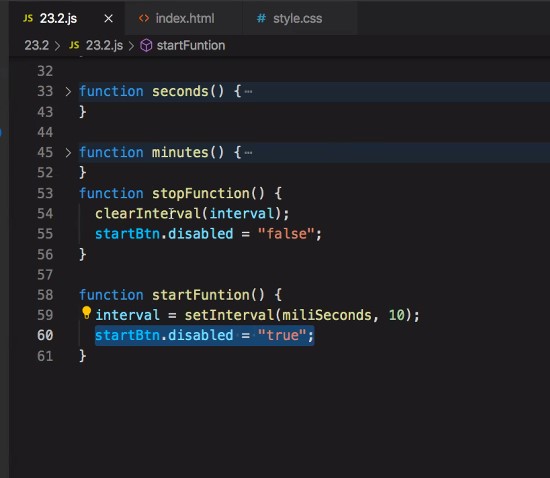 JS 23.2.js × <> index.html # style.css
23.2 > JS 23.2.js > startFuntion
32
33 > function seconds() {⋯
43 }
44
45 > function minutes() {⋯
52 }
53 function stopFunction() {
54 clearInterval(interval);
55 startBtn.disabled = "false";
56 }
57
58 function startFuntion() {
59 interval = setInterval(miliSeconds, 10);
60 startBtn.disabled = "true";
61 }